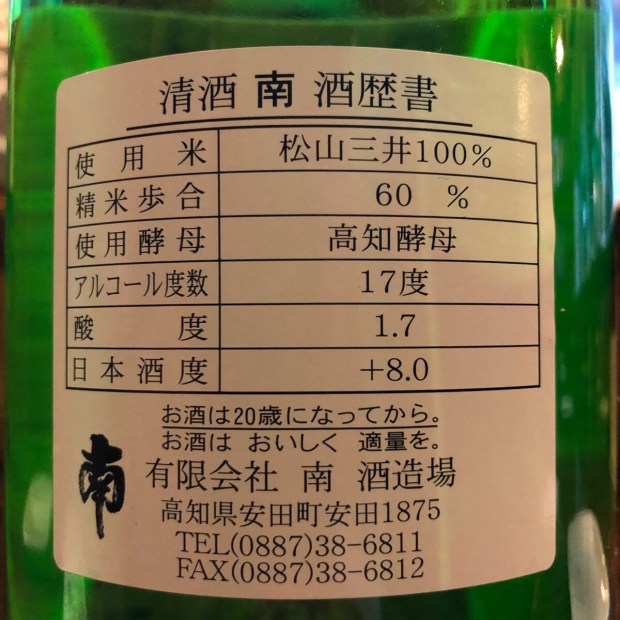 清酒 南 酒歴書
使用米 松山三井100%
精米歩合 60 %
使用酵母 高知酵母
アルコール度数 17度
酸度 1.7
日本酒度 +8.0
お酒は20歳になってから。
お酒は おいしく 適量を。
南
有限会社 南 酒造場
高知県安田町安田1875
TEL(0887)38-6811
FAX(0887)38-6812